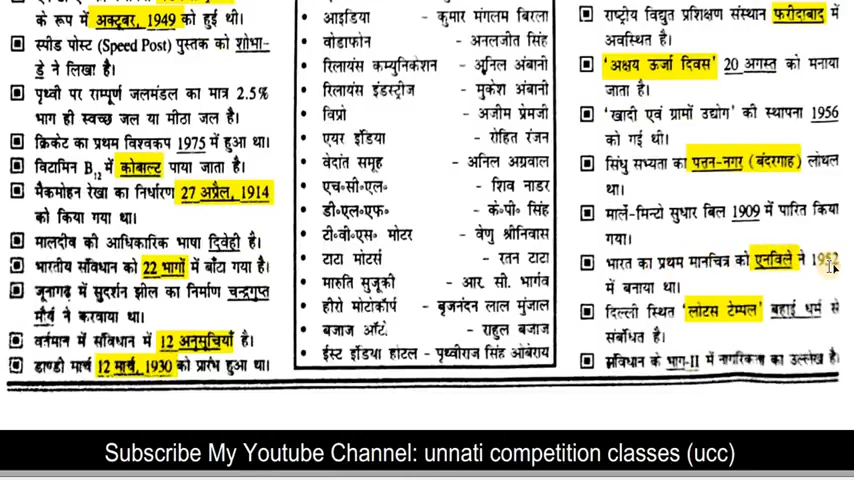 के रूप में अक्टूबर, 1949 को हुई थी।
स्पीड पोस्ट (Speed Post) पुस्तक को शोभा-
डे ने लिखा है।
पृथ्वी पर सम्पूर्ण जलमंडल का मात्र 2.5%
भाग ही स्वच्छ जल या मीठा जल है।
क्रिकेट का प्रथम विश्वकप 1975 में हुआ था।
विटामिन B12 में कोबाल्ट पाया जाता है।
मैकमोहन रेखा का निर्धारण 27 अप्रैल, 1914
को किया गया था।
मालदीव की आधिकारिक भाषा दिवेही है।
भारतीय संविधान को 22 भागों में बाँटा गया है।
जूनागढ़ में सुदर्शन झील का निर्माण चन्द्रगुप्त
मौर्य ने करवाया था।
वर्तमान में संविधान में 12 अनुसूचियाँ है।
डाण्डी मार्च 12 मार्च, 1930 को प्रारंभ हुआ था।
आइडिया - कुमार मंगलम बिरला
वोडाफोन - अनलजीत सिंह
रिलायंस कम्युनिकेशन - अनिल अंबानी
रिलायंस इंडस्ट्रीज - मुकेश अंबानी
विप्रो - अजीम प्रेमजी
एयर इंडिया - रोहित रंजन
वेदांत समूह - अनिल अग्रवाल
एच०सी०एल० - शिव नाडर
डी०एल०एफ० - के० पी० सिंह
टी०वी०एस० मोटर - वेणु श्रीनिवास
टाटा मोटर्स - रतन टाटा
मारुति सुजूकी - आर. सी. भार्गव
हीरो मोटोकॉर्प - बृजनंदन लाल मुंजाल
बजाज ऑटो - राहुल बजाज
ईस्ट इंडिया होटल - पृथ्वीराज सिंह ओबेराय
राष्ट्रीय विद्युत प्रशिक्षण संस्थान फरीदाबाद में
अवस्थित है।
'अक्षय ऊर्जा दिवस' 20 अगस्त को मनाया
जाता है।
'खादी एवं ग्रामों उद्योग' की स्थापना 1956
को गई थी।
सिंधु सभ्यता का पत्तन-नगर (बंदरगाह) लोथल
था।
मार्ले-मिन्टो सुधार बिल 1909 में पारित किया
गया।
भारत का प्रथम मानचित्र को एनविले ने 1952
में बनाया था।
दिल्ली स्थित 'लोटस टेम्पल' बहाई धर्म से
संबंधित है।
संविधान के भाग-II में नागरिकता का उल्लेख है।
Subscribe My Youtube Channel: unnati competition classes (ucc)